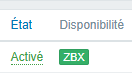 État Disponibilité
Activé ZBX